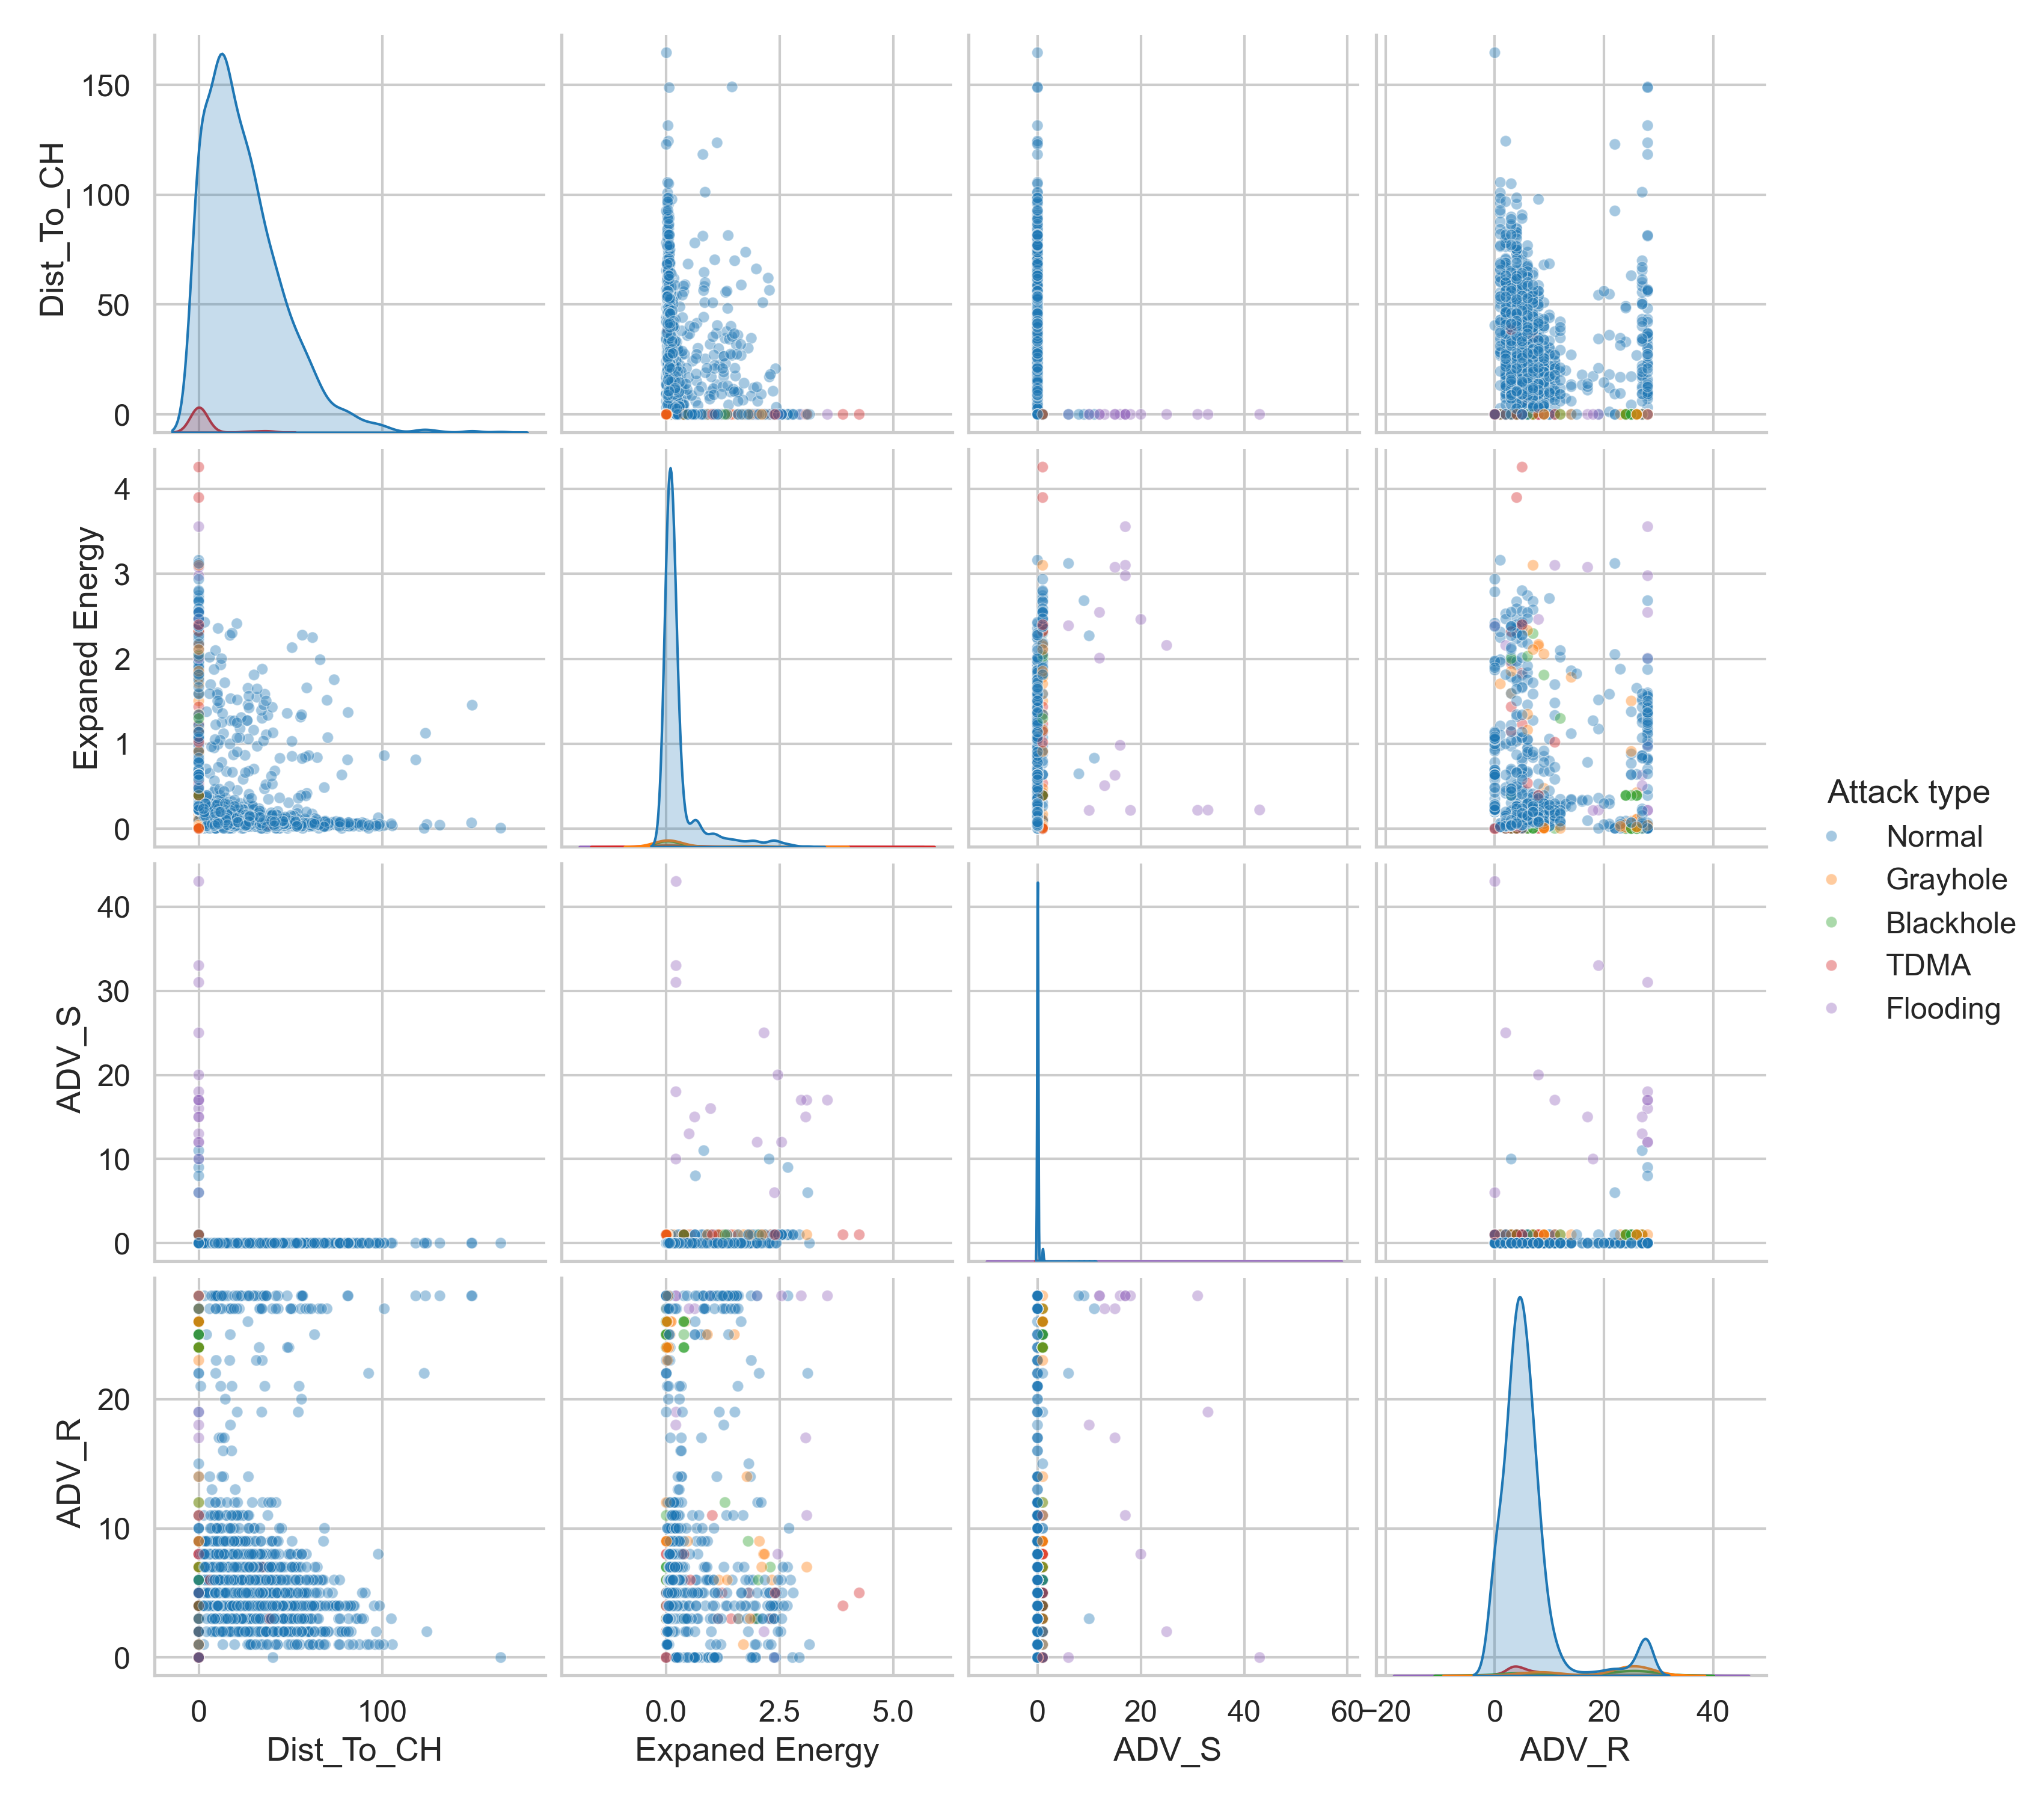 150
100
50
0
Dist_To_CH
4
3
2
1
0
Expaned Energy
40
30
20
10
0
ADV_S
20
10
0
ADV_R
0 100
Dist_To_CH
0.0 2.5 5.0
Expaned Energy
0 20 40 60
ADV_S
−20 0 20 40
ADV_R
Attack type
Normal
Grayhole
Blackhole
TDMA
Flooding